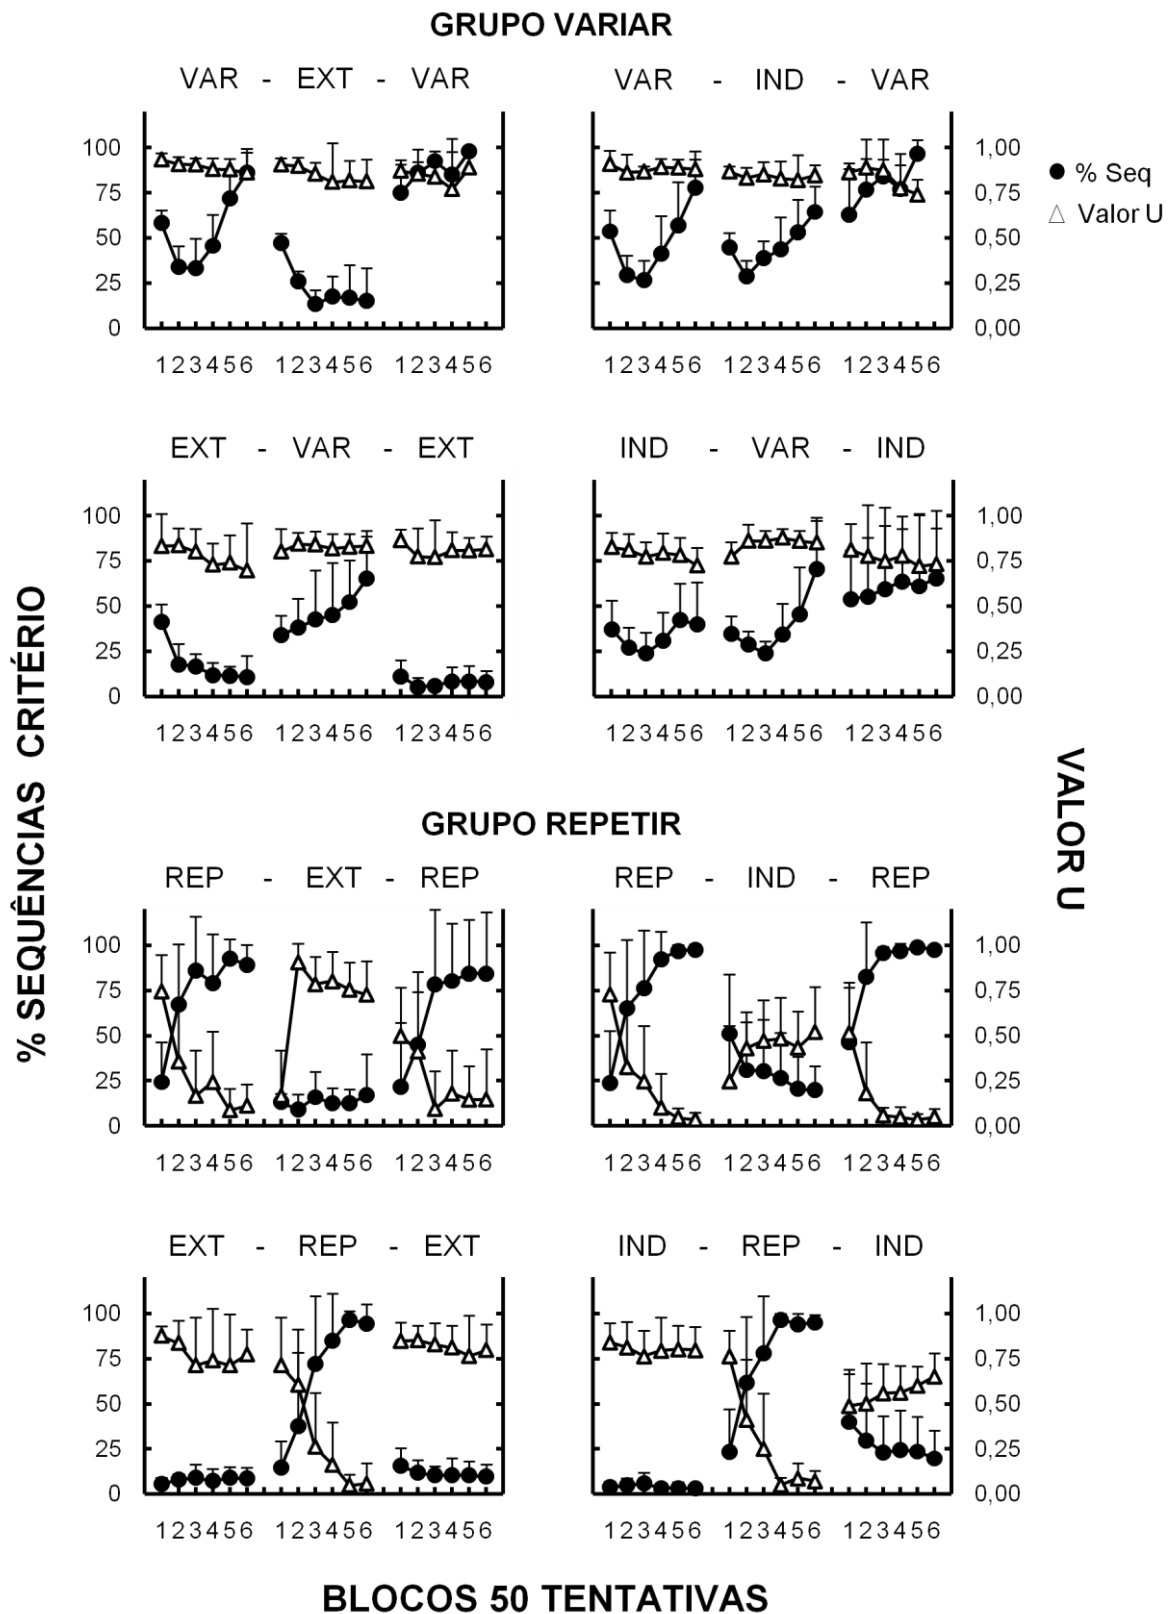 GRUPO VARIAR
VAR - EXT - VAR
VAR - IND - VAR
100
75
50
25
0
1,00
0,75
0,50
0,25
0,00
% Seq
Valor U
123456 123456 123456
123456 123456 123456
EXT - VAR - EXT
IND - VAR - IND
100
75
50
25
0
1,00
0,75
0,50
0,25
0,00
123456 123456 123456
123456 123456 123456
% SEQUÊNCIAS CRITÉRIO
VALOR U
GRUPO REPETIR
REP - EXT - REP
REP - IND - REP
100
75
50
25
0
1,00
0,75
0,50
0,25
0,00
123456 123456 123456
123456 123456 123456
EXT - REP - EXT
IND - REP - IND
100
75
50
25
0
1,00
0,75
0,50
0,25
0,00
123456 123456 123456
123456 123456 123456
BLOCOS 50 TENTATIVAS